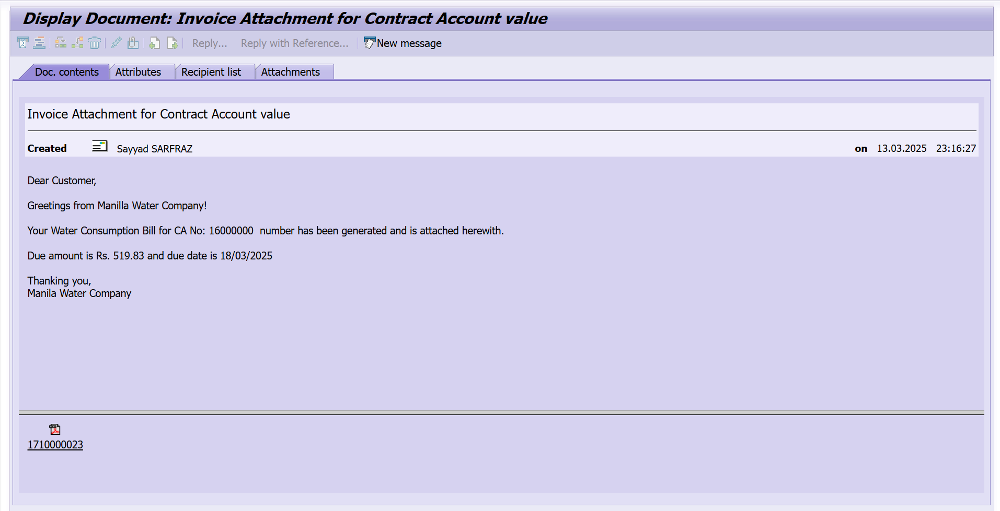 Display Document: Invoice Attachment for Contract Account value
Reply... Reply with Reference... New message
Doc. contents Attributes Recipient list Attachments
Invoice Attachment for Contract Account value
Created Sayyad SARFRAZ on 13.03.2025 23:16:27
Dear Customer,
Greetings from Manilla Water Company!
Your Water Consumption Bill for CA No: 16000000 number has been generated and is attached herewith.
Due amount is Rs. 519.83 and due date is 18/03/2025
Thanking you,
Manila Water Company
1710000023